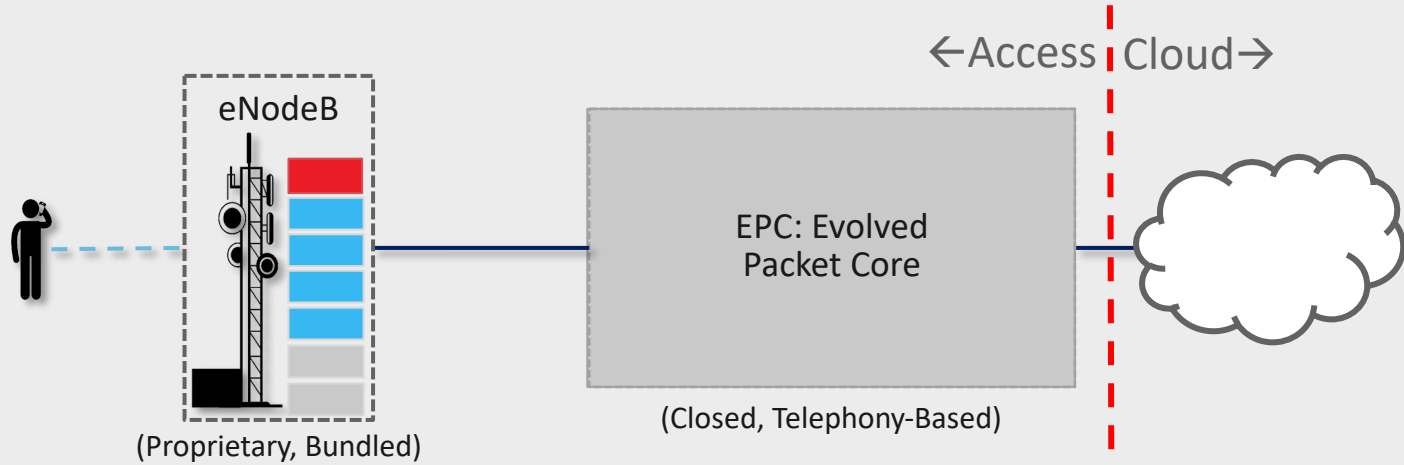 ←Access
Cloud→
eNodeB
EPC: Evolved
Packet Core
(Closed, Telephony-Based)
(Proprietary, Bundled)